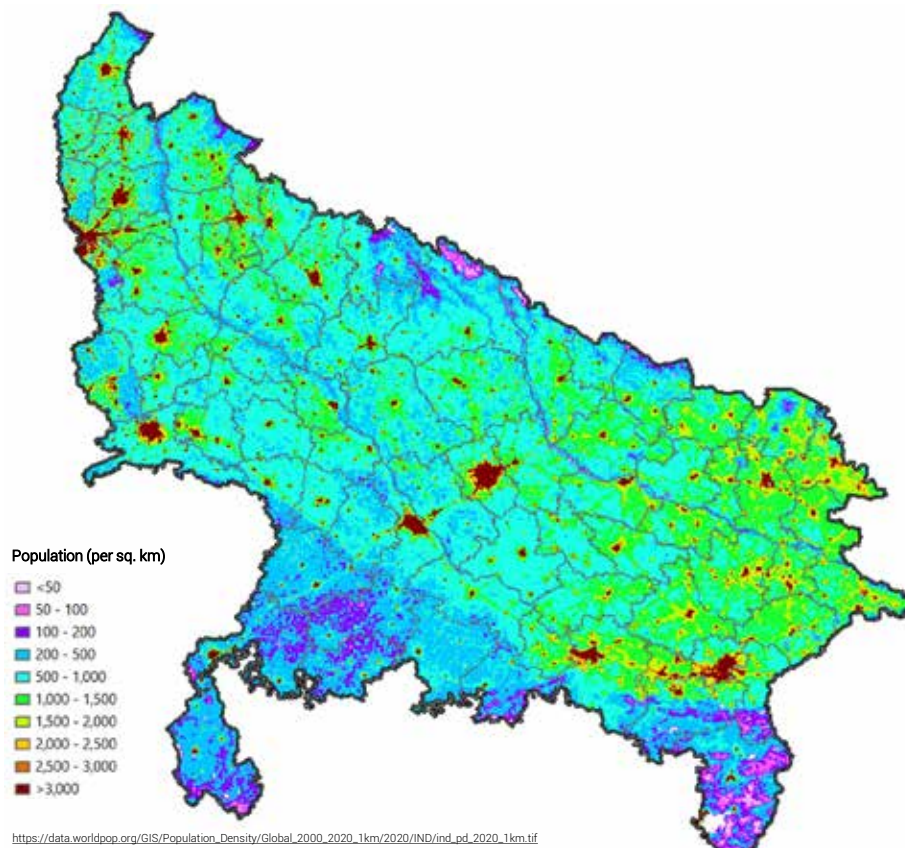 Population (per sq. km)
<50
50 - 100
100 - 200
200 - 500
500 - 1,000
1,000 - 1,500
1,500 - 2,000
2,000 - 2,500
2,500 - 3,000
>3,000
https://data.worldpop.org/GIS/Population_Density/Global_2000_2020_1km/2020/IND/ind_pd_2020_1km.tif